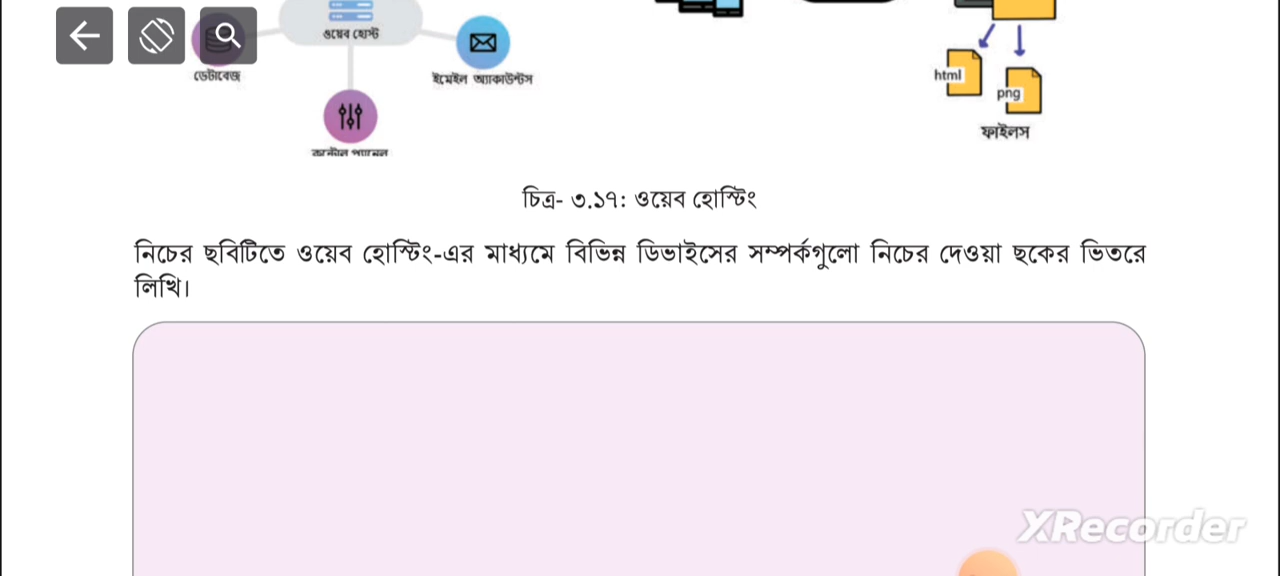 ওয়েব হোস্ট
ডেটাবেজ
ইমেইল অ্যাকাউন্টস
কন্ট্রোল প্যানেল
html
png
ফাইলস
চিত্র- ৩.১৭: ওয়েব হোস্টিং
নিচের ছবিটিতে ওয়েব হোস্টিং-এর মাধ্যমে বিভিন্ন ডিভাইসের সম্পর্কগুলো নিচের দেওয়া ছকের ভিতরে
লিখি।
XRecorder